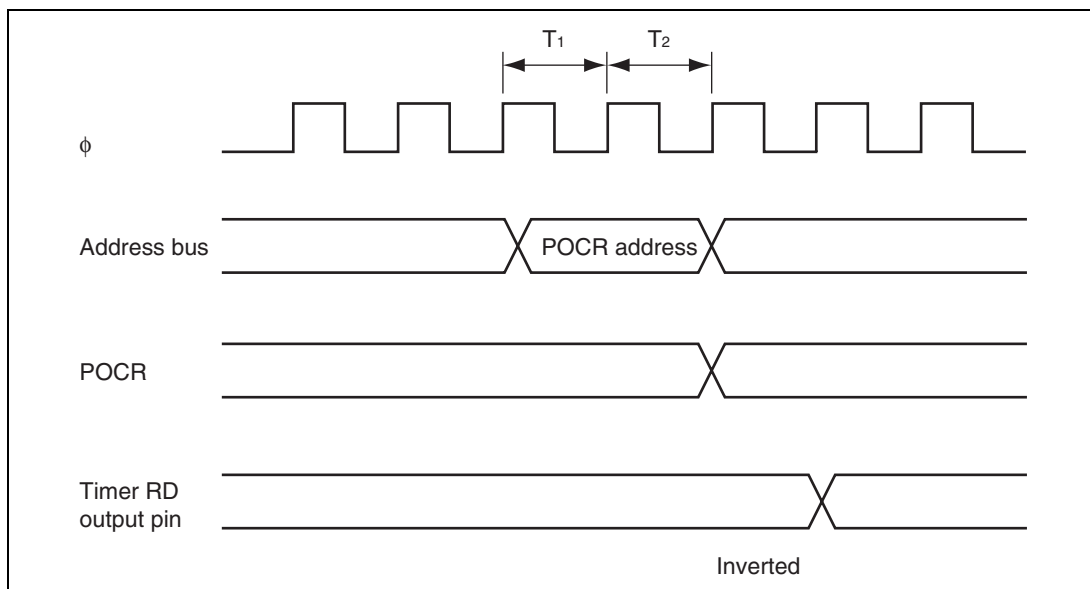 T1 T2
ϕ
Address bus POCR address
POCR
Timer RD
output pin
Inverted